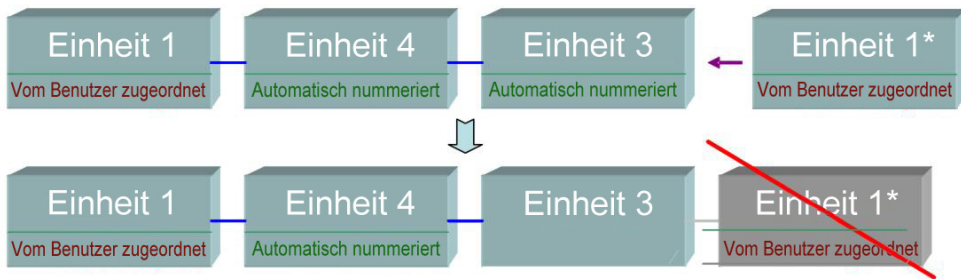 Einheit 1 Einheit 4 Einheit 3 Einheit 1*
Vom Benutzer zugeordnet Automatisch nummeriert Automatisch nummeriert Vom Benutzer zugeordnet
Einheit 1 Einheit 4 Einheit 3 Einheit 1*
Vom Benutzer zugeordnet Automatisch nummeriert Vom Benutzer zugeordnet